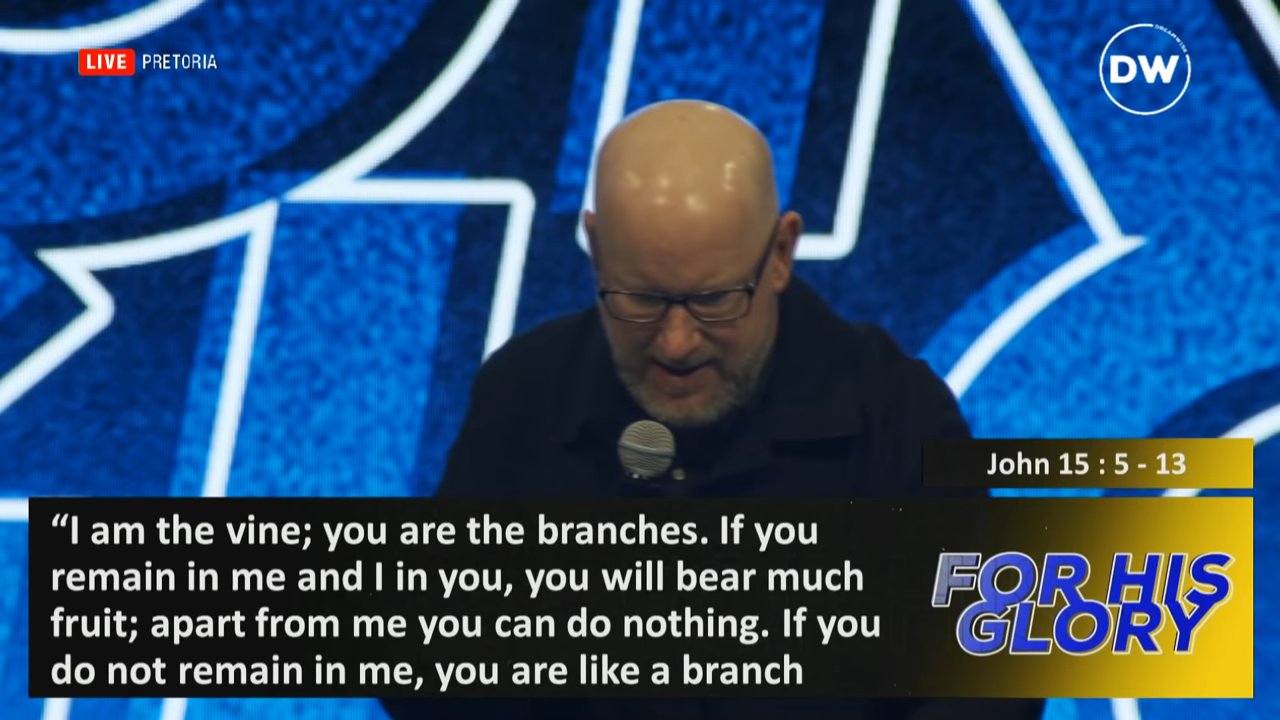 LIVE PRETORIA
DW
John 15 : 5 - 13
“I am the vine; you are the branches. If you
remain in me and I in you, you will bear much
fruit; apart from me you can do nothing. If you
do not remain in me, you are like a branch
FOR HIS
GLORY